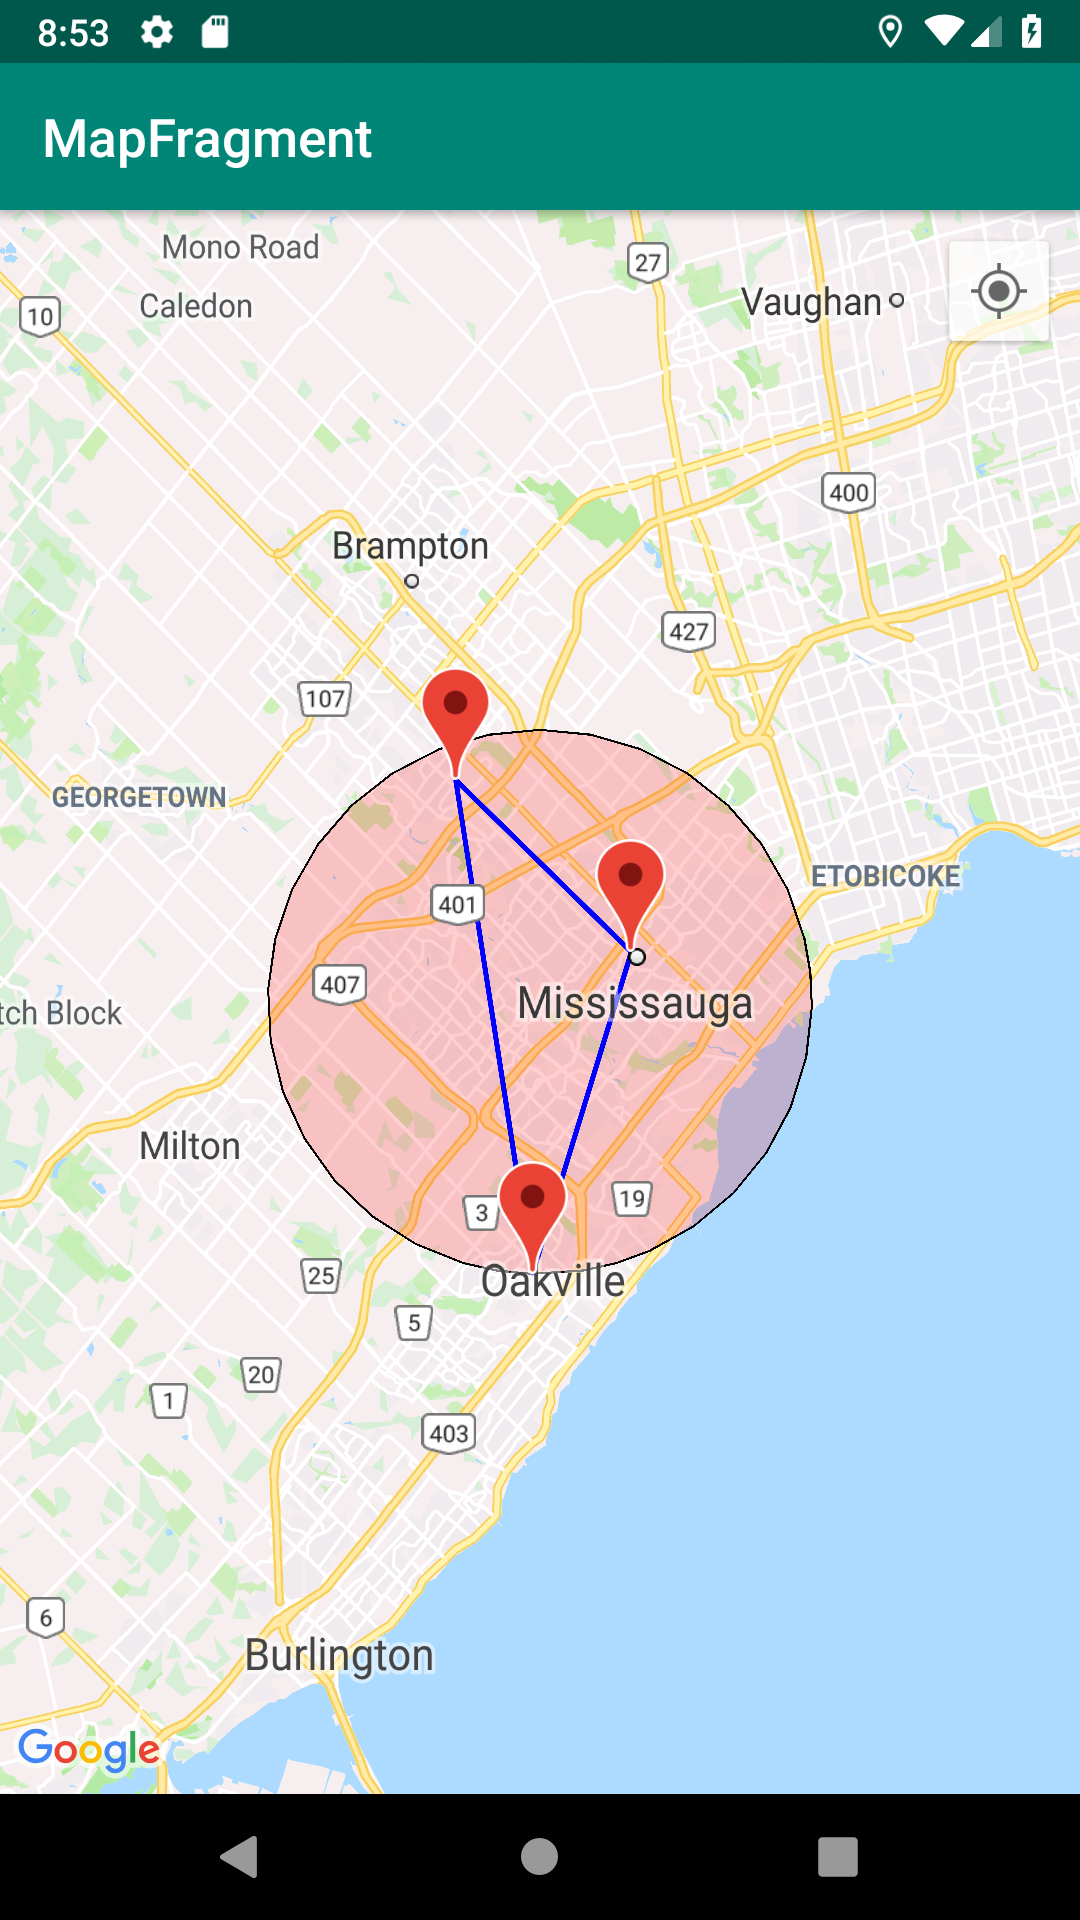 8:53
MapFragment
Mono Road
27
Vaughan
Caledon
10
400
Brampton
427
107
GEORGETOWN
ETOBICOKE
401
407
Mississauga
tch Block
Milton
3
19
Oakville
25
5
20
1
403
6
Burlington
Google